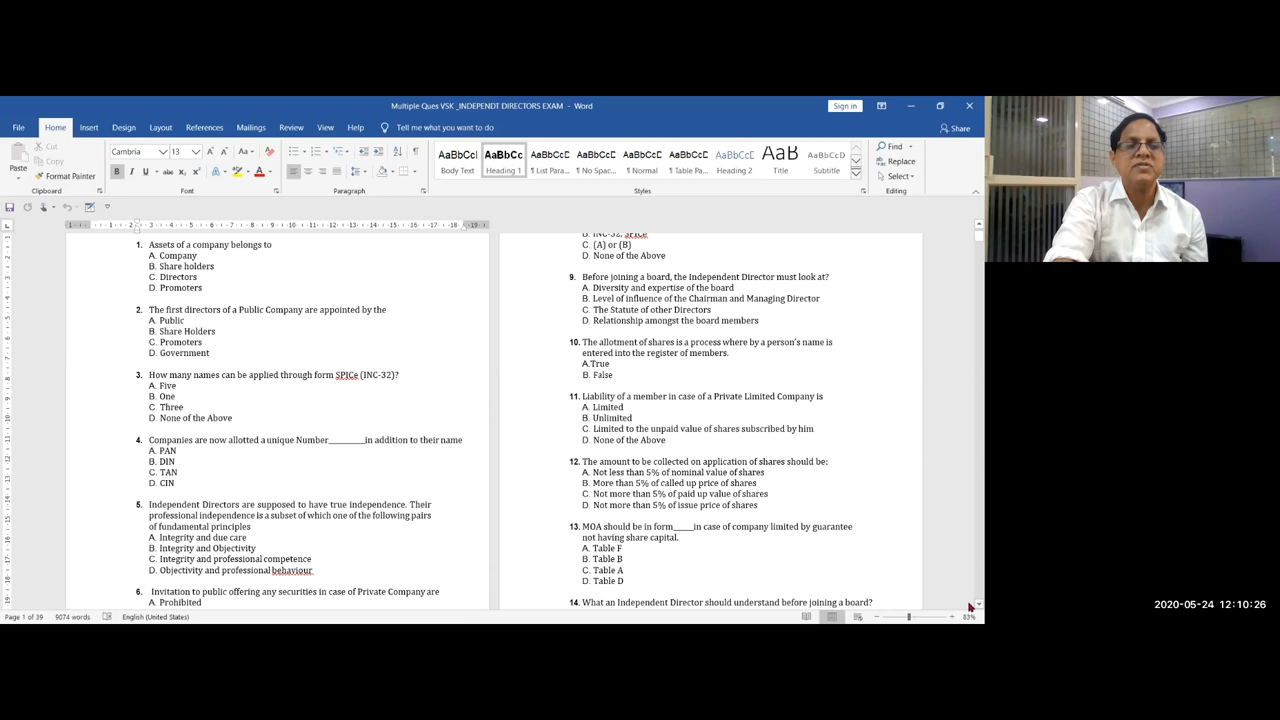 Multiple Ques VSK _INDEPENDT DIRECTORS EXAM - Word
Sign in
File Home Insert Design Layout References Mailings Review View Help Tell me what you want to do
Share
Cut
Copy
Paste
Format Painter
Clipboard
Cambria 13
Font
Paragraph
AaBbCcI AaBbCc AaBbCcD AaBbCcD AaBbCcD AaBbCcD AaBbCcD AaB AaBbCcD
Body Text Heading 1 ¶ List Para... ¶ No Spac... ¶ Normal ¶ Table Pa... Heading 2 Title Subtitle
Styles
Find
Replace
Select
Editing
1. Assets of a company belongs to
A. Company
B. Share holders
C. Directors
D. Promoters
2. The first directors of a Public Company are appointed by the
A. Public
B. Share Holders
C. Promoters
D. Government
3. How many names can be applied through form SPICe (INC-32)?
A. Five
B. One
C. Three
D. None of the Above
4. Companies are now allotted a unique Number_________in addition to their name
A. PAN
B. DIN
C. TAN
D. CIN
5. Independent Directors are supposed to have true independence. Their
professional independence is a subset of which one of the following pairs
of fundamental principles
A. Integrity and due care
B. Integrity and Objectivity
C. Integrity and professional competence
D. Objectivity and professional behaviour
6. Invitation to public offering any securities in case of Private Company are
A. Prohibited
B. INC-32, SPICe
C. (A) or (B)
D. None of the Above
9. Before joining a board, the Independent Director must look at?
A. Diversity and expertise of the board
B. Level of influence of the Chairman and Managing Director
C. The Statute of other Directors
D. Relationship amongst the board members
10. The allotment of shares is a process where by a person's name is
entered into the register of members.
A.True
B. False
11. Liability of a member in case of a Private Limited Company is
A. Limited
B. Unlimited
C. Limited to the unpaid value of shares subscribed by him
D. None of the Above
12. The amount to be collected on application of shares should be:
A. Not less than 5% of nominal value of shares
B. More than 5% of called up price of shares
C. Not more than 5% of paid up value of shares
D. Not more than 5% of issue price of shares
13. MOA should be in form_____in case of company limited by guarantee
not having share capital.
A. Table F
B. Table B
C. Table A
D. Table D
14. What an Independent Director should understand before joining a board?
Page 1 of 39 9074 words English (United States)
83%
2020-05-24 12:10:26